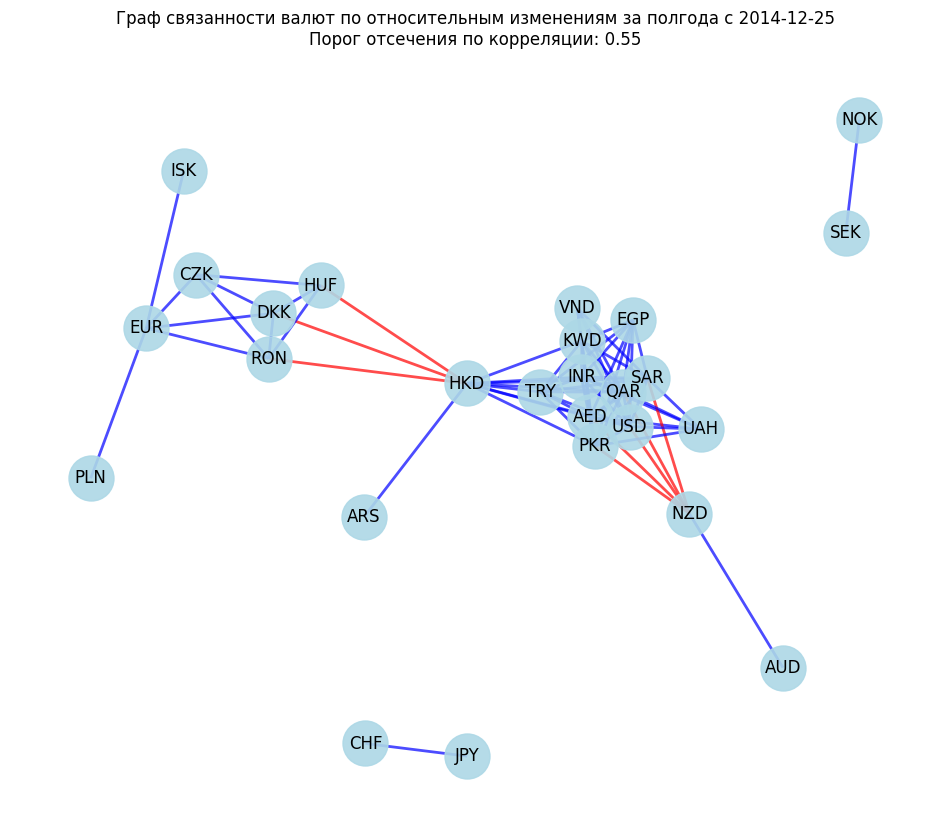 Граф связанности валют по относительным изменениям за полгода с 2014-12-25
Порог отсечения по корреляции: 0.55
NOK
ISK
SEK
CZK
HUF
VND
DKK
EGP
EUR
KWD
RON
INR
SAR
HKD
TRY
QAR
AED
USD
UAH
PKR
PLN
ARS
NZD
AUD
CHF
JPY